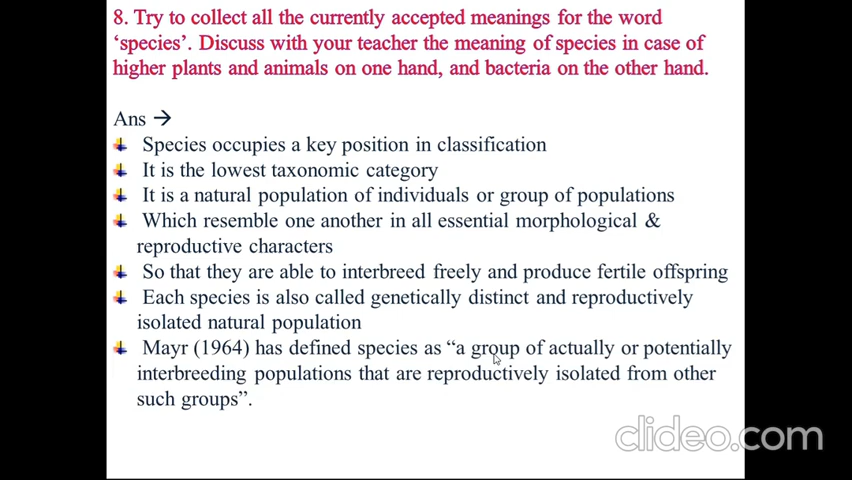 8. Try to collect all the currently accepted meanings for the word
‘species’. Discuss with your teacher the meaning of species in case of
higher plants and animals on one hand, and bacteria on the other hand.
Ans →
Species occupies a key position in classification
It is the lowest taxonomic category
It is a natural population of individuals or group of populations
Which resemble one another in all essential morphological &
reproductive characters
So that they are able to interbreed freely and produce fertile offspring
Each species is also called genetically distinct and reproductively
isolated natural population
Mayr (1964) has defined species as “a group of actually or potentially
interbreeding populations that are reproductively isolated from other
such groups”.
clideo.com